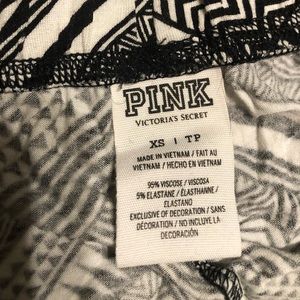 PINK
VICTORIA'S SECRET
XS | TP
MADE IN VIETNAM / FAIT AU
VIETNAM / HECHO EN VIETNAM
95% VISCOSE / VISCOSA
5% ELASTANE / ÉLASTHANNE /
ELASTANO
EXCLUSIVE OF DECORATION / SANS
DÉCORATION / NO INCLUYE LA
DECORACIÓN